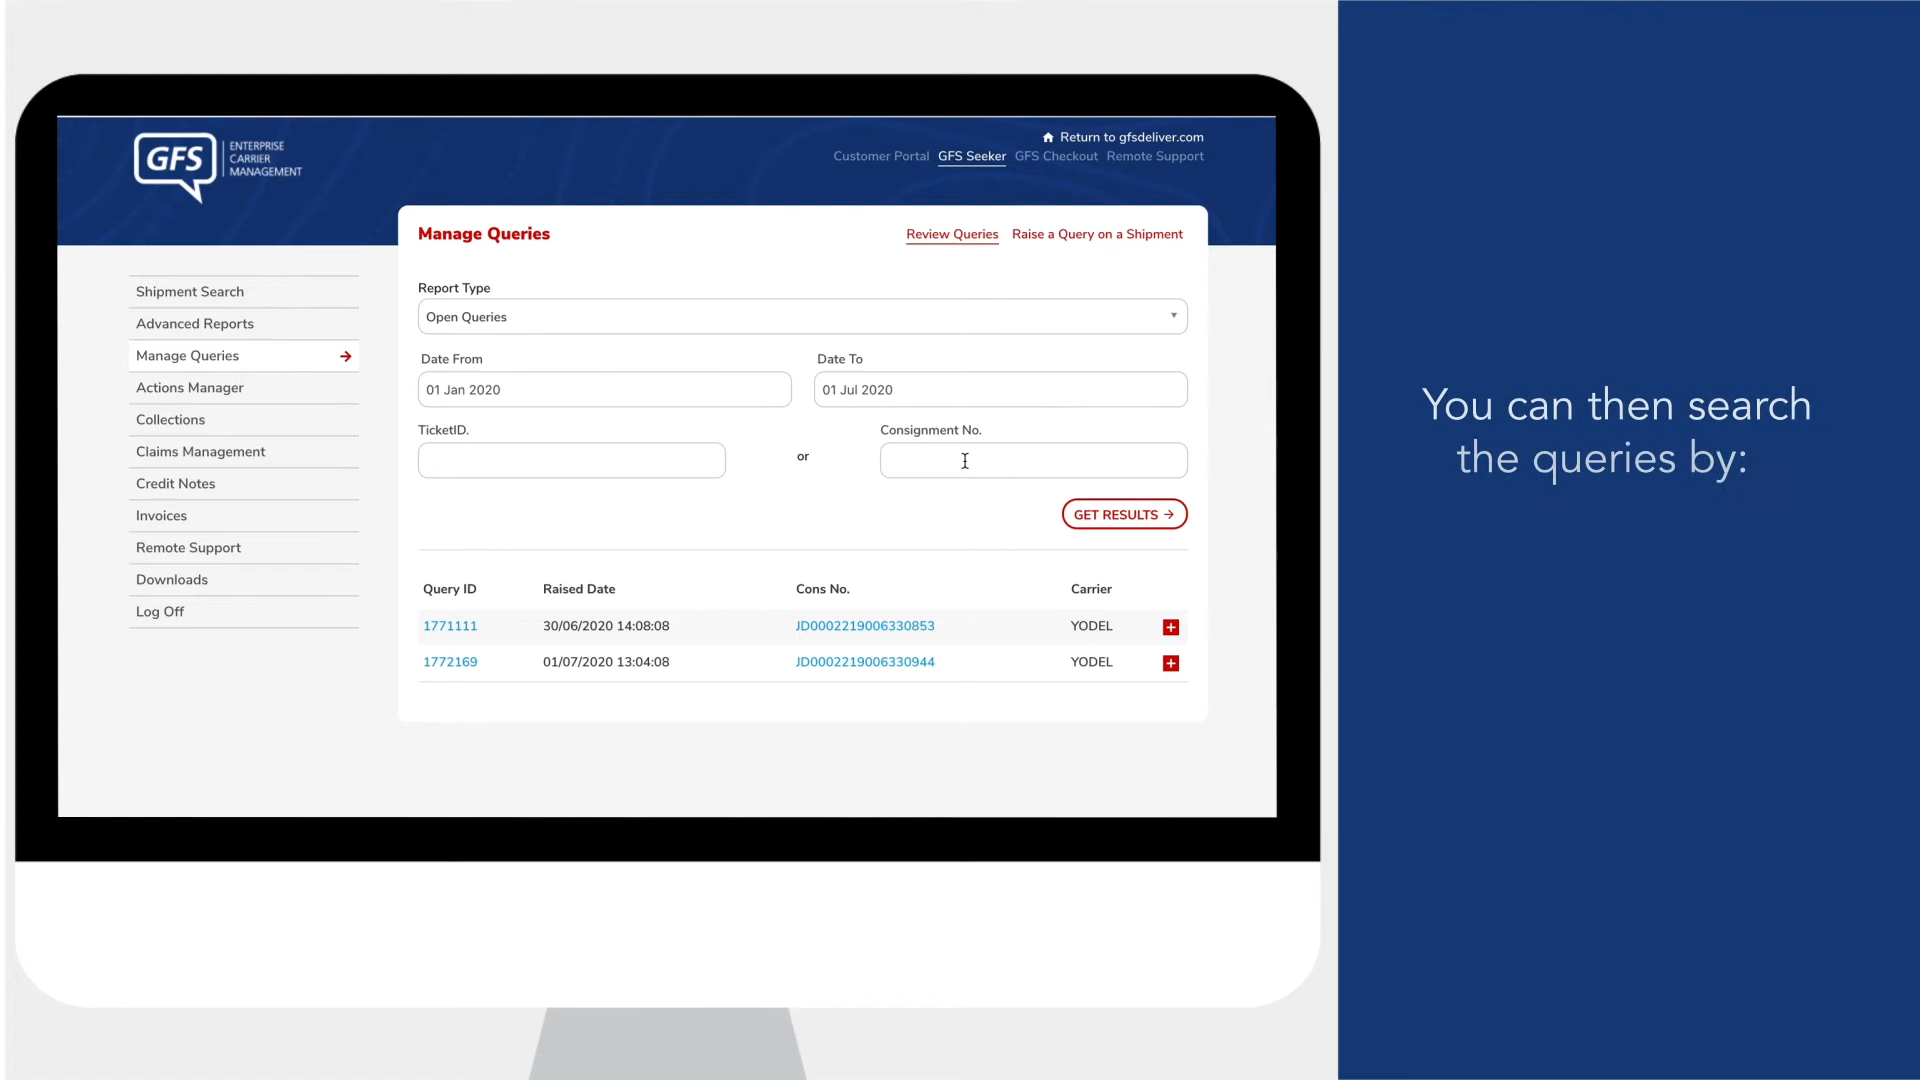 GFS
ENTERPRISE
CARRIER
MANAGEMENT
Return to gfsdeliver.com
Customer Portal GFS Seeker GFS Checkout Remote Support
Manage Queries
Review Queries Raise a Query on a Shipment
Shipment Search
Advanced Reports
Manage Queries
Actions Manager
Collections
Claims Management
Credit Notes
Invoices
Remote Support
Downloads
Log Off
Report Type
Open Queries
Date From Date To
01 Jan 2020 01 Jul 2020
TicketID. Consignment No.
or
GET RESULTS
Query ID Raised Date Cons No. Carrier
1771111 30/06/2020 14:08:08 JD0002219006330853 YODEL
1772169 01/07/2020 13:04:08 JD0002219006330944 YODEL
You can then search
the queries by: